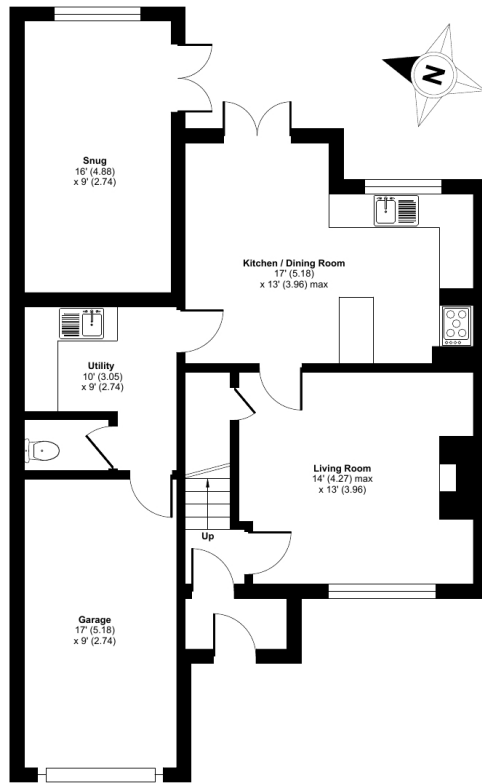 N
Snug
16' (4.88)
x 9' (2.74)
Kitchen / Dining Room
17' (5.18)
x 13' (3.96) max
Utility
10' (3.05)
x 9' (2.74)
Living Room
14' (4.27) max
x 13' (3.96)
Up
Garage
17' (5.18)
x 9' (2.74)